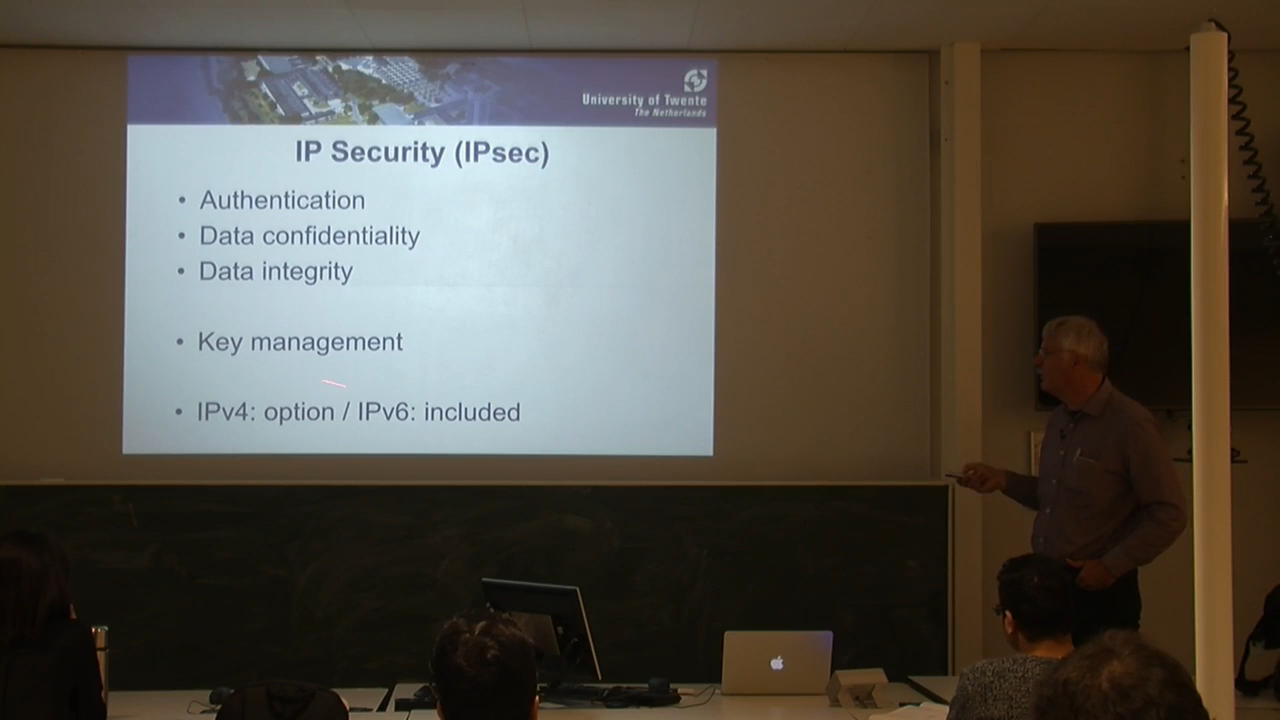 University of Twente
The Netherlands
IP Security (IPsec)
• Authentication
• Data confidentiality
• Data integrity
• Key management
• IPv4: option / IPv6: included